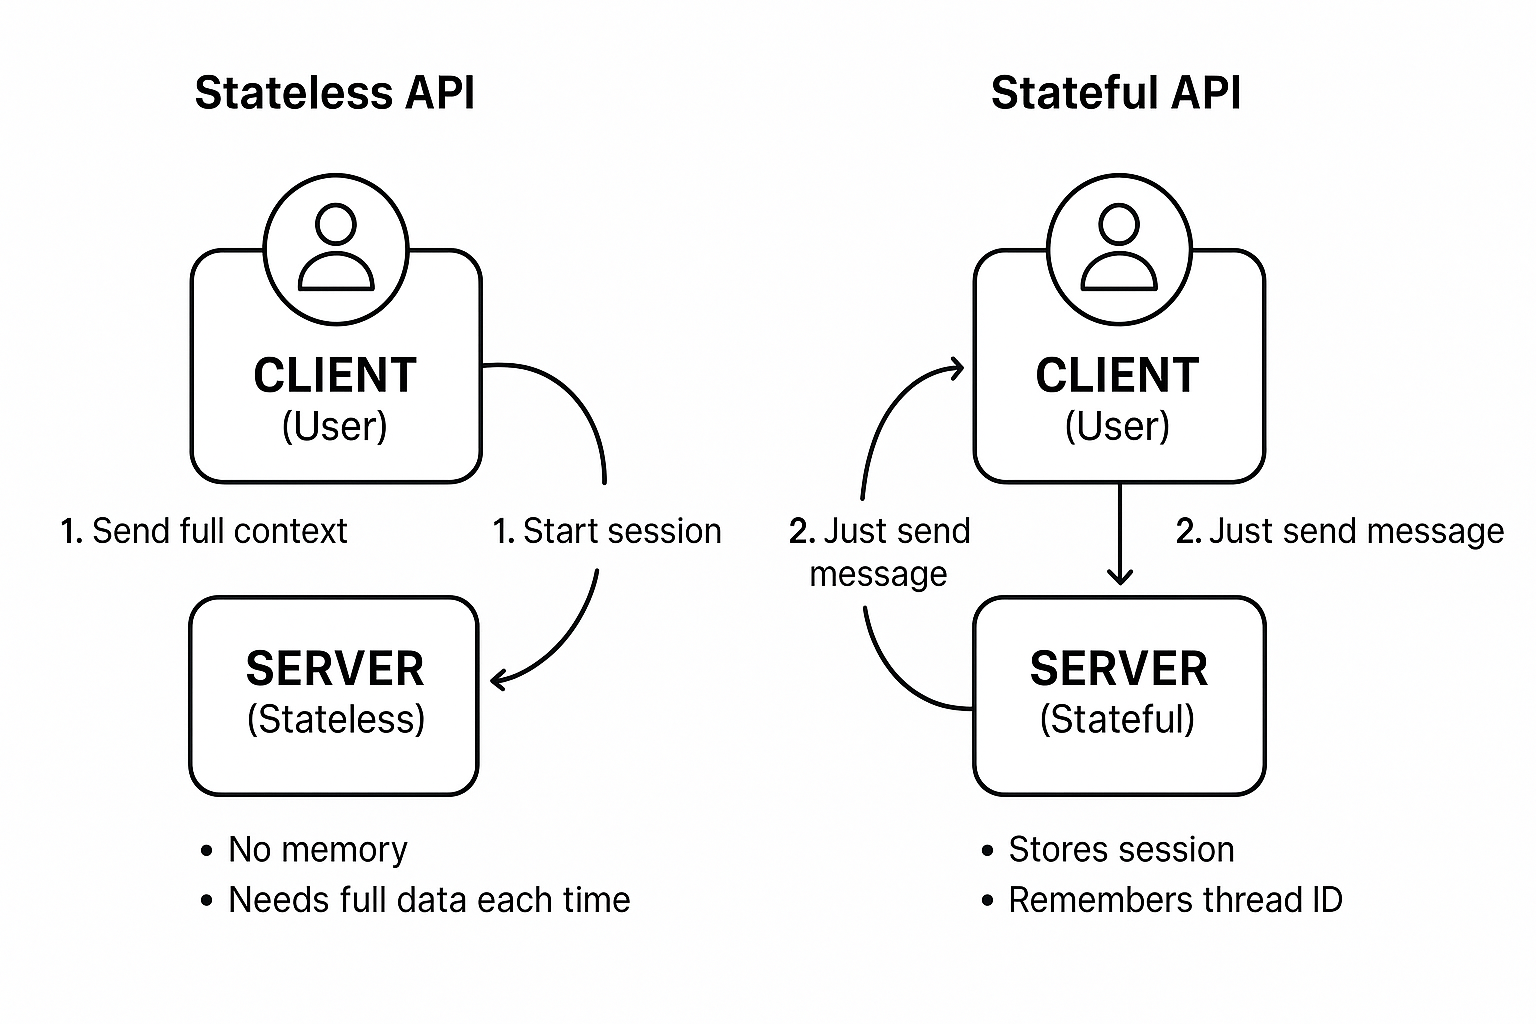 Stateless API
CLIENT
(User)
1. Send full context
1. Start session
SERVER
(Stateless)
• No memory
• Needs full data each time
Stateful API
CLIENT
(User)
2. Just send
message
2. Just send message
SERVER
(Stateful)
• Stores session
• Remembers thread ID